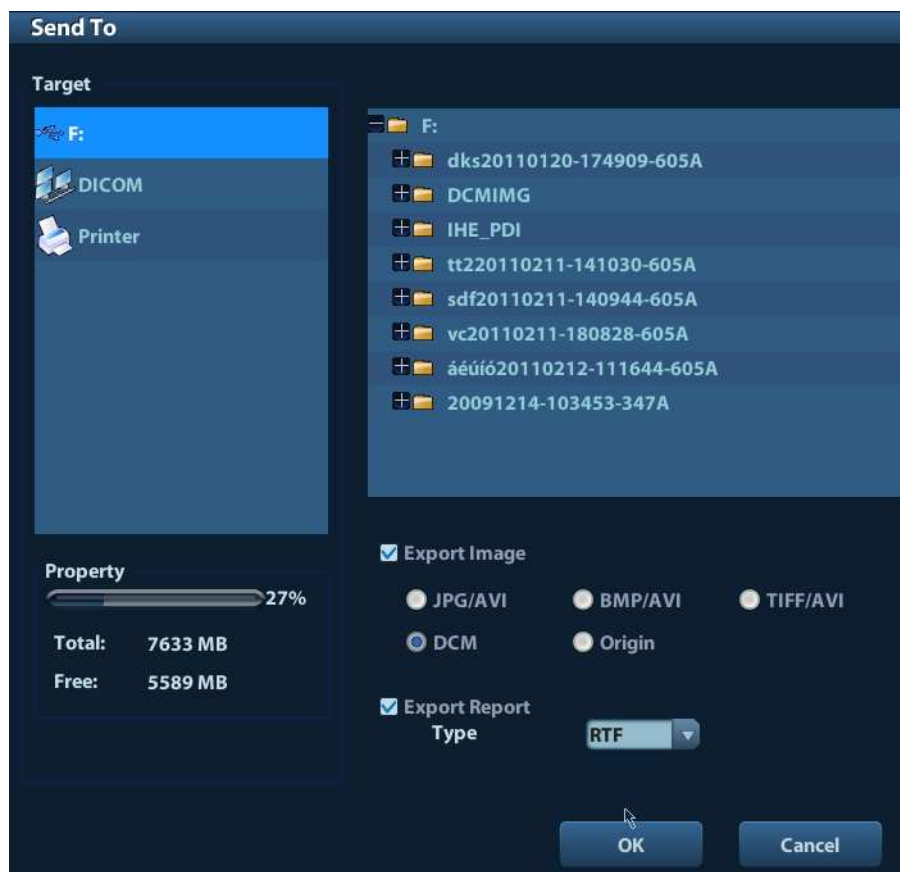 Send To
Target
F:
DICOM
Printer
F:
dks20110120-174909-605A
DCMIMG
IHE_PDI
tt220110211-141030-605A
sdf20110211-140944-605A
vc20110211-180828-605A
áéúíó20110212-111644-605A
20091214-103453-347A
Property
27%
Total: 7633 MB
Free: 5589 MB
Export Image
JPG/AVI BMP/AVI TIFF/AVI
DCM Origin
Export Report
Type RTF
OK Cancel